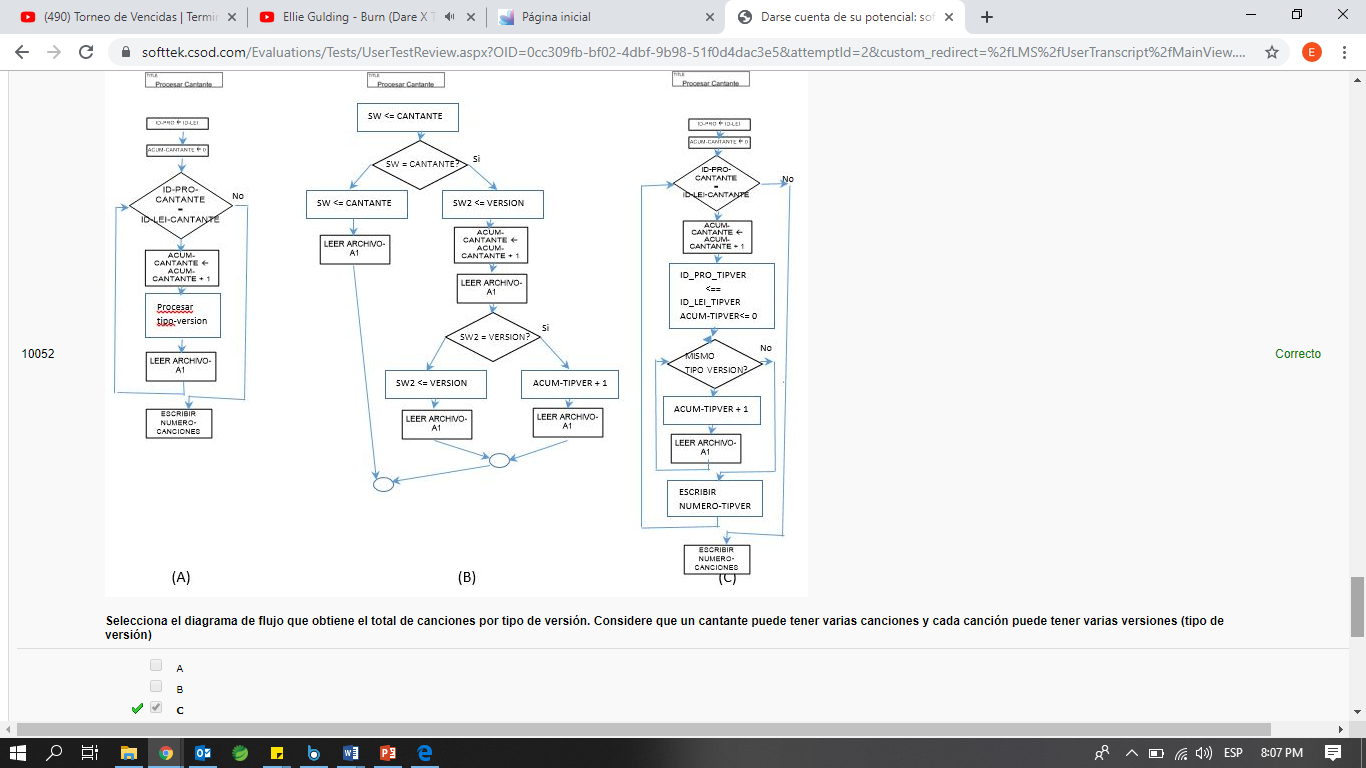 (490) Torneo de Vencidas | Termi
Ellie Gulding - Burn (Dare X T
Página inicial
Darse cuenta de su potencial: sof
softtek.csod.com/Evaluations/Tests/UserTestReview.aspx?OID=0cc309fb-bf02-4dbf-9b98-51f0d4dac3e5&attemptId=2&custom_redirect=%2fLMS%2fUserTranscript%2fMainView....
E
TITLE
Procesar Cantante
ID-PRO ← ID-LEI
ACUM-CANTANTE ← 0
ID-PRO-
CANTANTE
=
ID-LEI-CANTANTE
No
ACUM-
CANTANTE ←
ACUM-
CANTANTE + 1
Procesar
tipo-version
LEER ARCHIVO-
A1
ESCRIBIR
NUMERO-
CANCIONES
(A)
TITLE
Procesar Cantante
SW <= CANTANTE
SW = CANTANTE?
Si
SW <= CANTANTE
SW2 <= VERSION
LEER ARCHIVO-
A1
ACUM-
CANTANTE ←
ACUM-
CANTANTE + 1
LEER ARCHIVO-
A1
SW2 = VERSION?
Si
SW2 <= VERSION
ACUM-TIPVER + 1
LEER ARCHIVO-
A1
LEER ARCHIVO-
A1
(B)
TITLE
Procesar Cantante
ID-PRO ← ID-LEI
ACUM-CANTANTE ← 0
ID-PRO-
CANTANTE
=
ID-LEI-CANTANTE
No
ACUM-
CANTANTE ←
ACUM-
CANTANTE + 1
ID_PRO_TIPVER
<==
ID_LEI_TIPVER
ACUM-TIPVER<= 0
MISMO
TIPO VERSION?
No
ACUM-TIPVER + 1
LEER ARCHIVO-
A1
ESCRIBIR
NUMERO-TIPVER
ESCRIBIR
NUMERO-
CANCIONES
(C)
10052
Correcto
Selecciona el diagrama de flujo que obtiene el total de canciones por tipo de versión. Considere que un cantante puede tener varias canciones y cada canción puede tener varias versiones (tipo de
versión)
A
B
C
ESP
8:07 PM